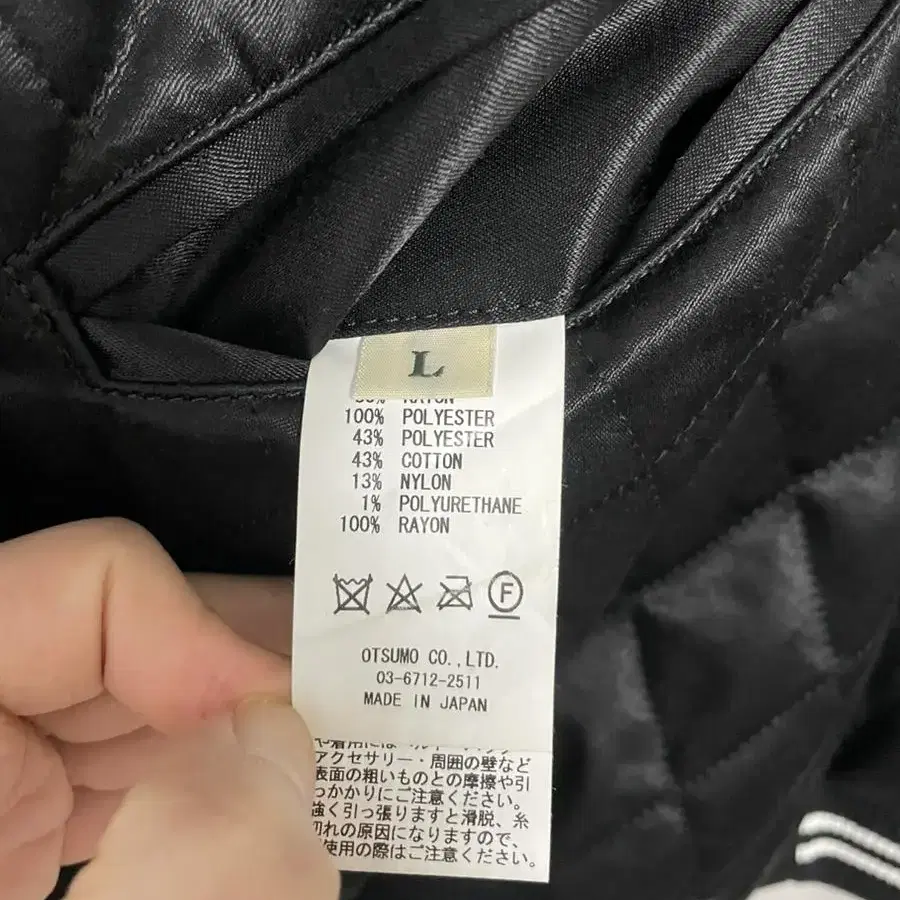 L
RAYON
100% POLYESTER
43% POLYESTER
43% COTTON
13% NYLON
1% POLYURETHANE
100% RAYON
F
OTSUMO CO.,LTD.
03-6712-2511
MADE IN JAPAN
アクセサリー・周囲の壁など
表面の粗いものとの摩擦や引
っかかりにご注意ください。
強く引っ張りますと滑脱、糸
切れの原因になりますので、
使用の際はご注意ください。